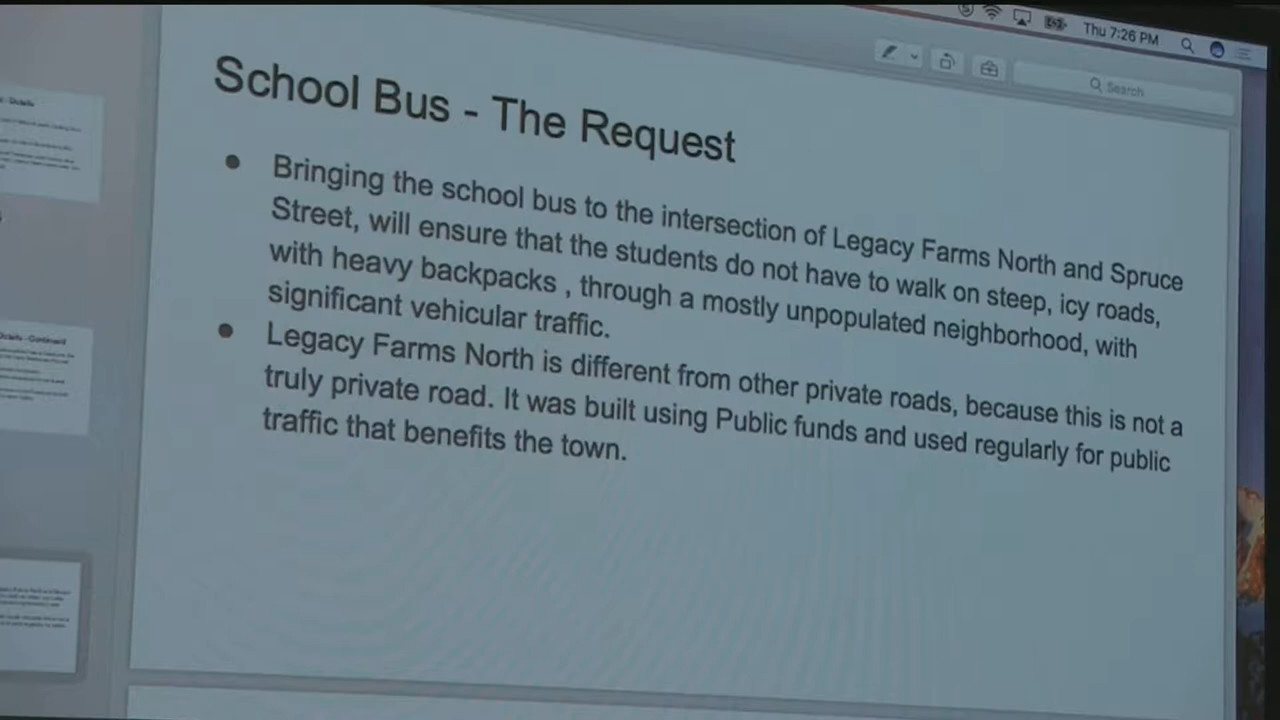 Thu 7:26 PM
Search
School Bus - The Request
Bringing the school bus to the intersection of Legacy Farms North and Spruce
Street, will ensure that the students do not have to walk on steep, icy roads,
with heavy backpacks , through a mostly unpopulated neighborhood, with
significant vehicular traffic.
Legacy Farms North is different from other private roads, because this is not a
truly private road. It was built using Public funds and used regularly for public
traffic that benefits the town.